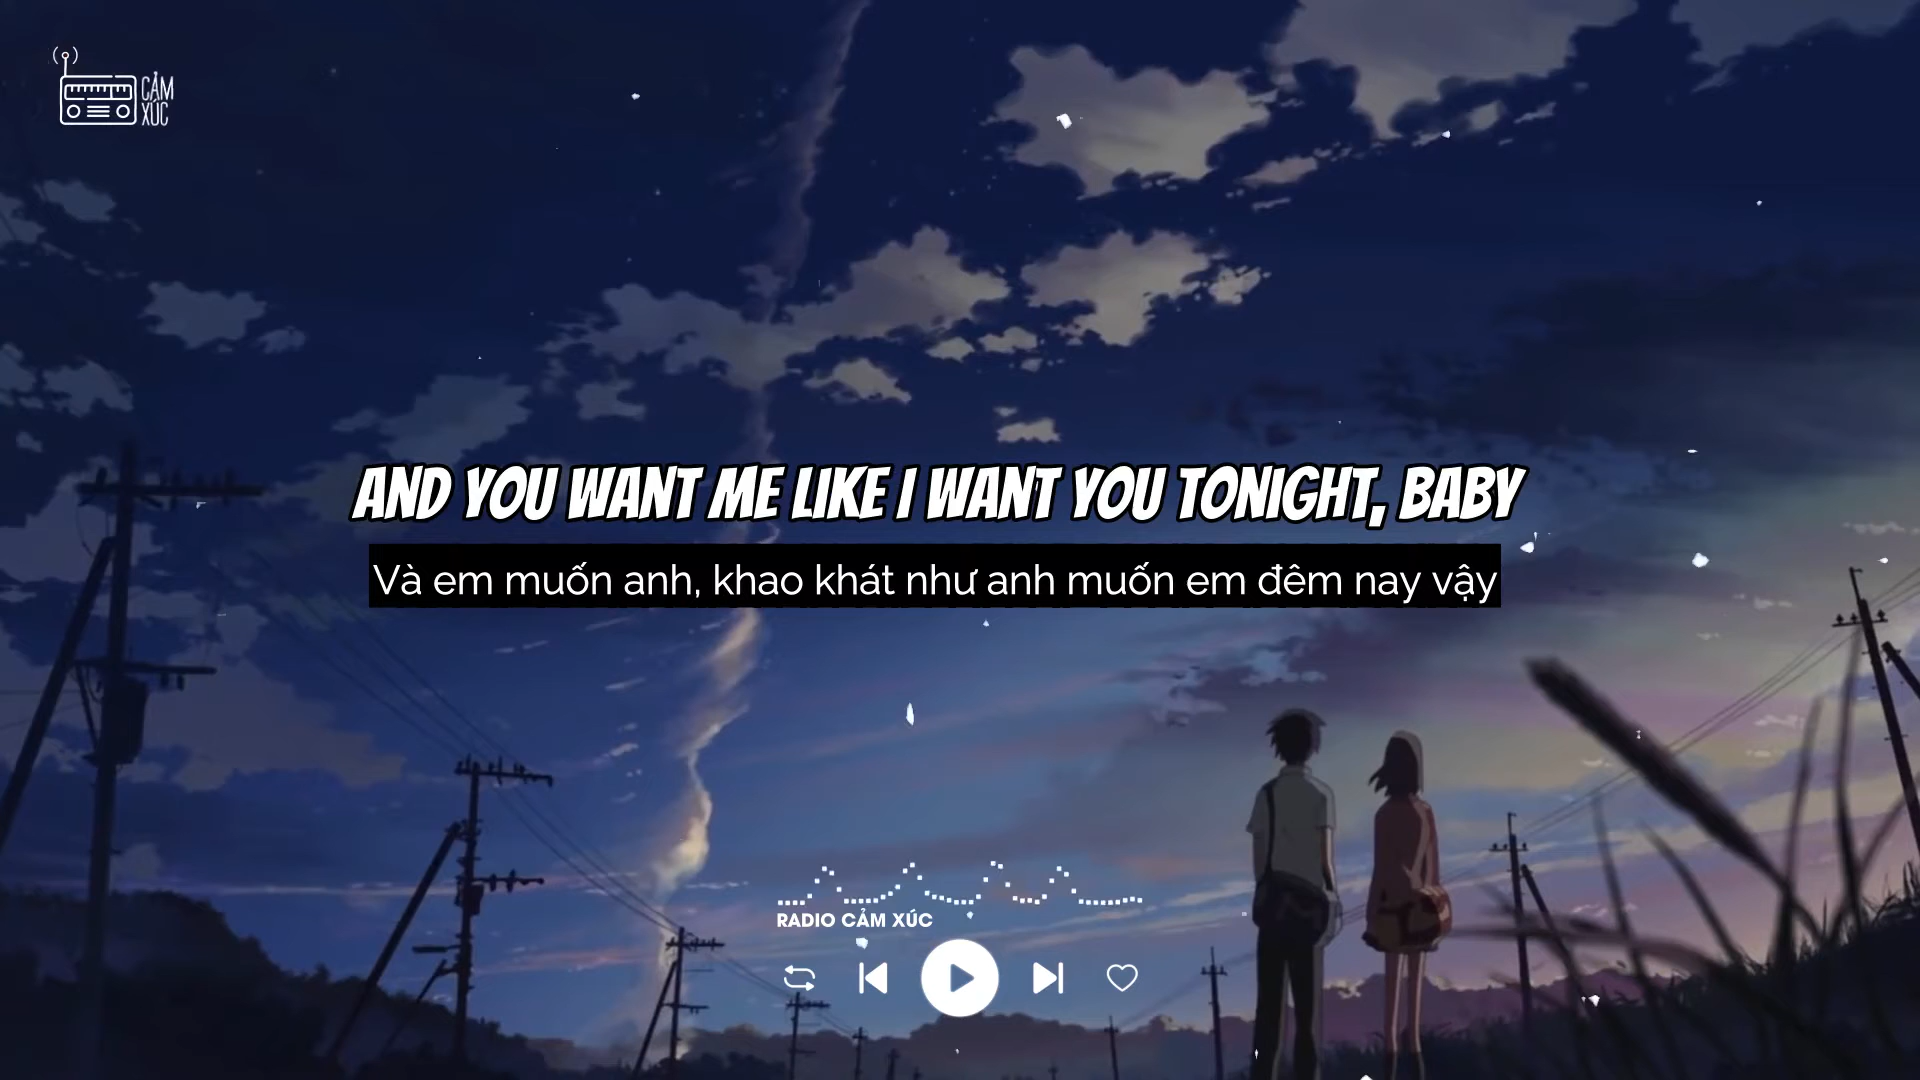 CẢM
XÚC
AND YOU WANT ME LIKE I WANT YOU TONIGHT, BABY
Và em muốn anh, khao khát như anh muốn em đêm nay vậy
RADIO CẢM XÚC